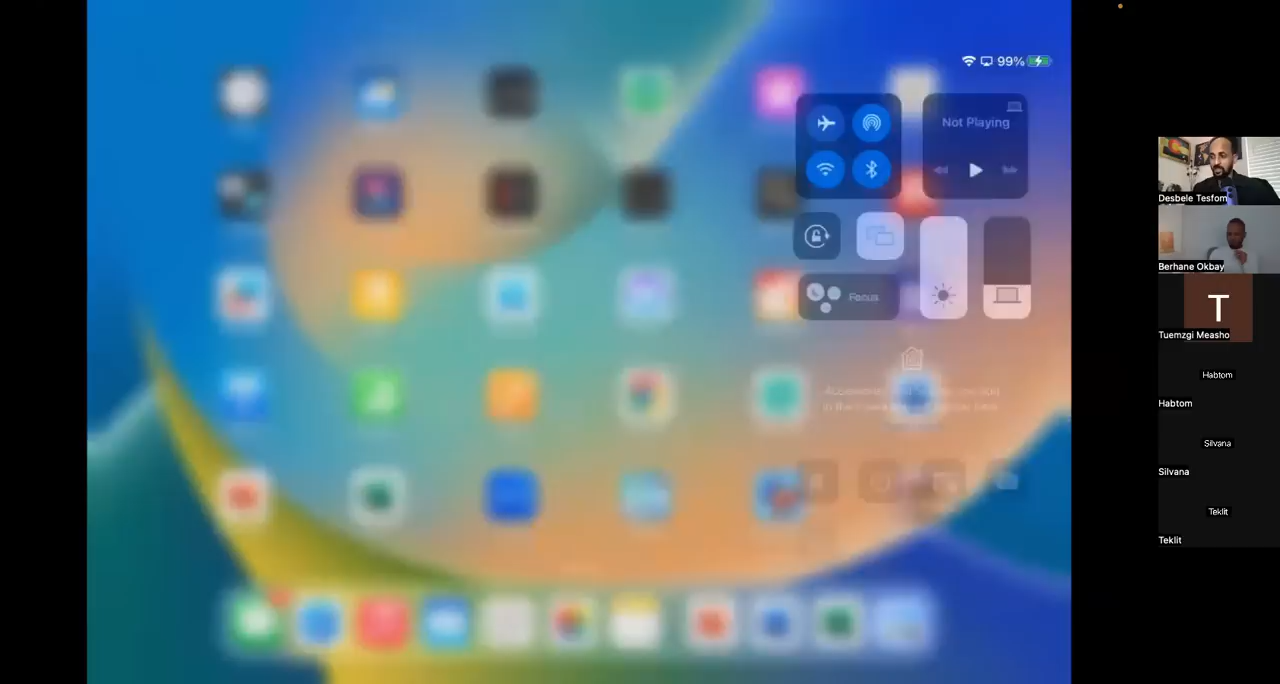 99%
Not Playing
Focus
Desbele Tesfom
Berhane Okbay
T
Tuemzgi Measho
Habtom
Habtom
Silvana
Silvana
Teklit
Teklit